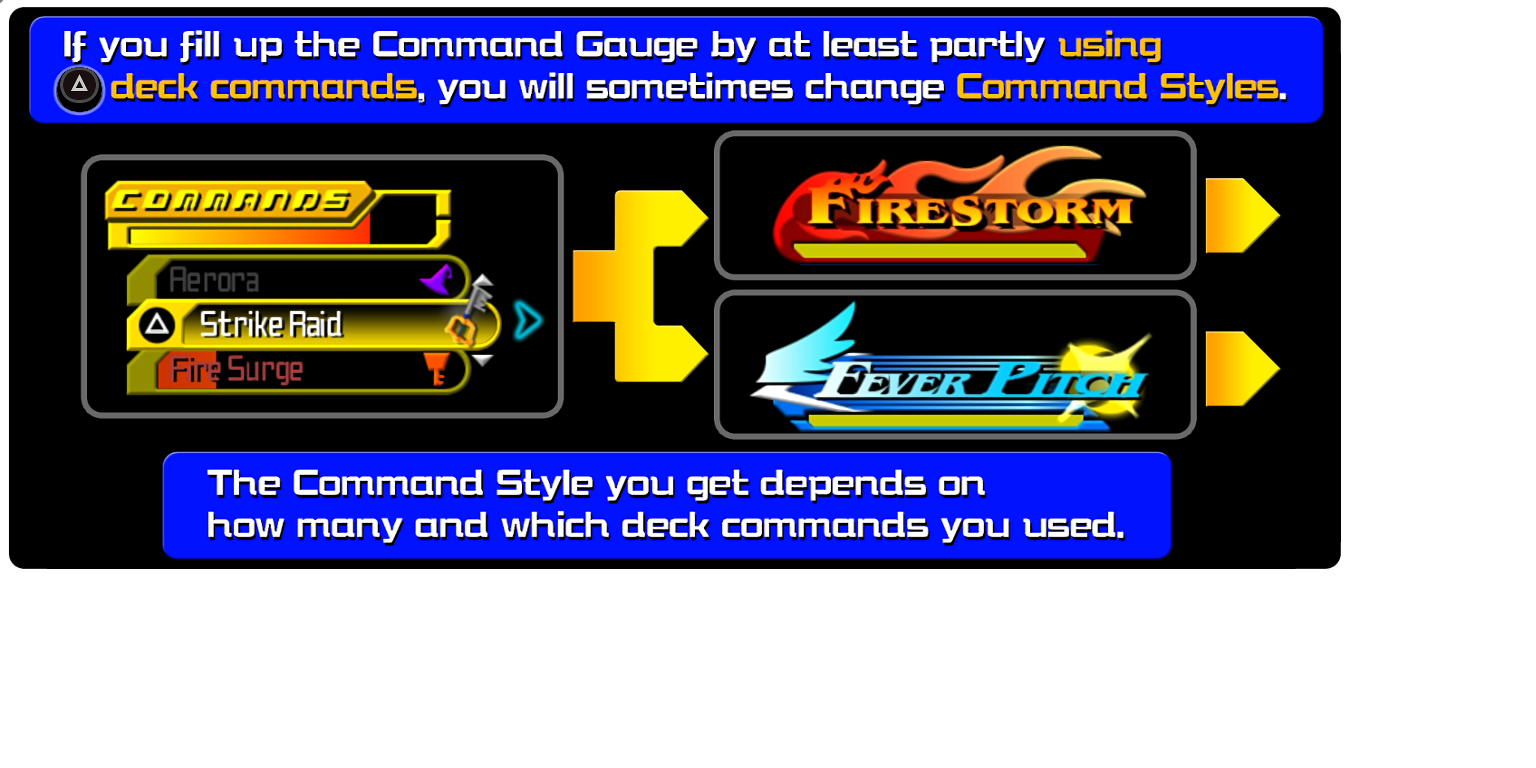 If you fill up the Command Gauge by at least partly using
deck commands, you will sometimes change Command Styles.
COMMANDS
Aerora
Strike Raid
Fire Surge
FIRESTORM
FEVER PITCH
The Command Style you get depends on
how many and which deck commands you used.